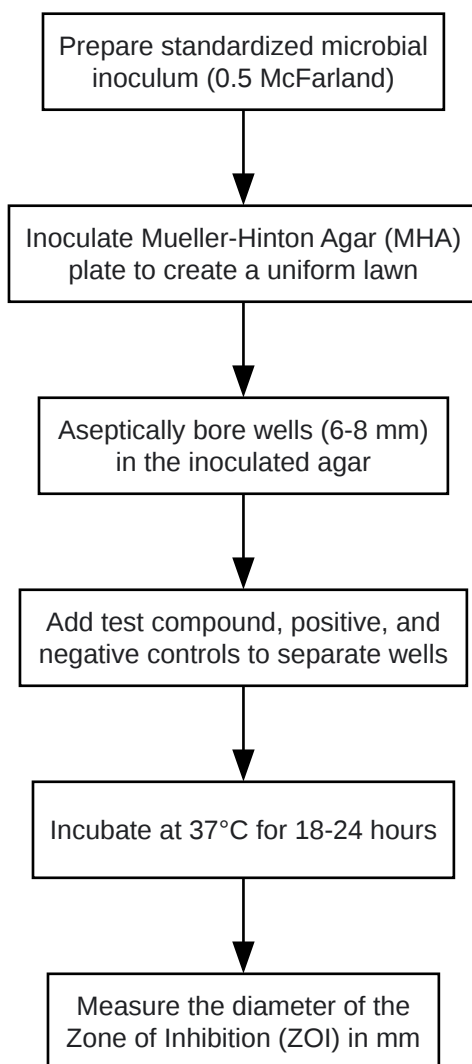 Prepare standardized microbial
inoculum (0.5 McFarland)
Inoculate Mueller-Hinton Agar (MHA)
plate to create a uniform lawn
Aseptically bore wells (6-8 mm)
in the inoculated agar
Add test compound, positive, and
negative controls to separate wells
Incubate at 37°C for 18-24 hours
Measure the diameter of the
Zone of Inhibition (ZOI) in mm